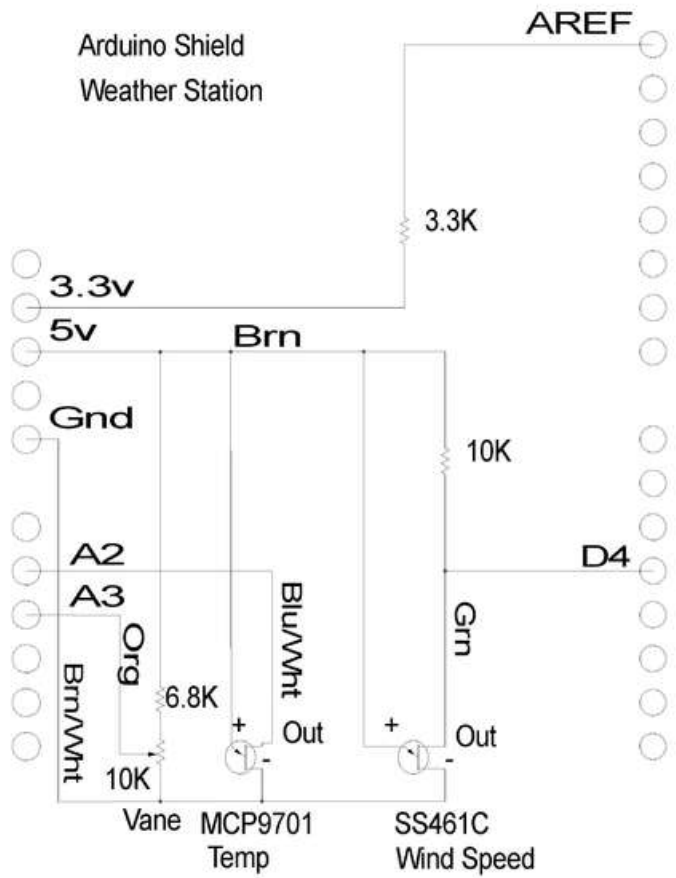 Arduino Shield
Weather Station
AREF
3.3K
3.3v
5v
Brn
Gnd
10K
A2
D4
A3
Blu/Wht
Grn
Org
Brn/Wht
6.8K
+
Out
-
+
Out
-
10K
Vane
MCP9701
Temp
SS461C
Wind Speed